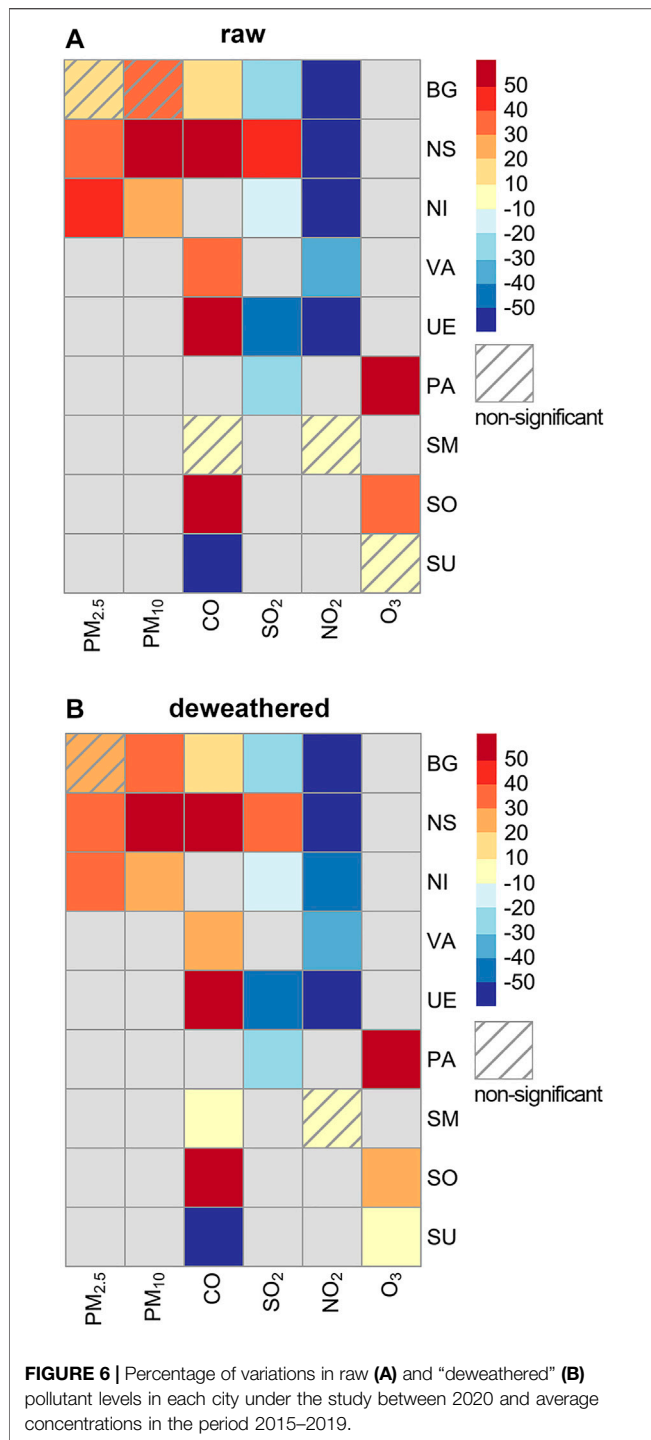 A raw
50
40
30
20
10
-10
-20
-30
-40
-50
non-significant
BG
NS
NI
VA
UE
PA
SM
SO
SU
PM2.5 PM10 CO SO2 NO2 O3
B deweathered
50
40
30
20
10
-10
-20
-30
-40
-50
non-significant
BG
NS
NI
VA
UE
PA
SM
SO
SU
PM2.5 PM10 CO SO2 NO2 O3
FIGURE 6 | Percentage of variations in raw (A) and “deweathered” (B)
pollutant levels in each city under the study between 2020 and average
concentrations in the period 2015–2019.